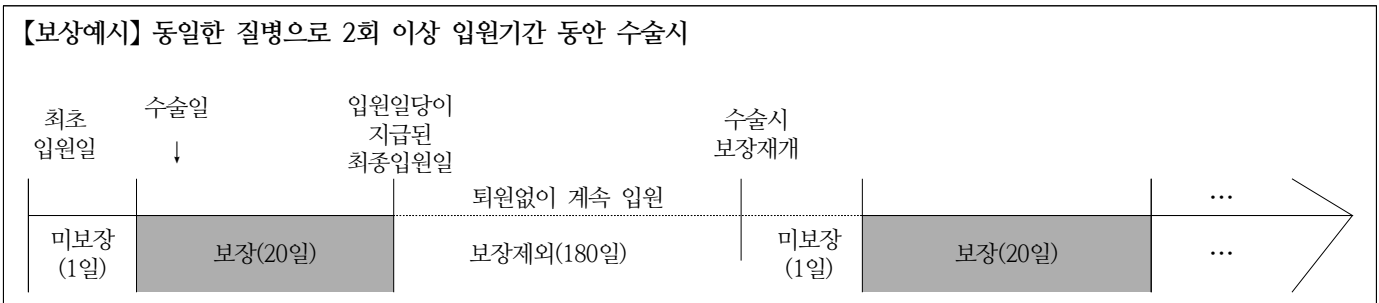 【보상예시】 동일한 질병으로 2회 이상 입원기간 동안 수술시
최초
입원일
수술일
↓
입원일당이
지급된
최종입원일
수술시
보장재개
퇴원없이 계속 입원
…
미보장
(1일)
보장(20일)
보장제외(180일)
미보장
(1일)
보장(20일)
…